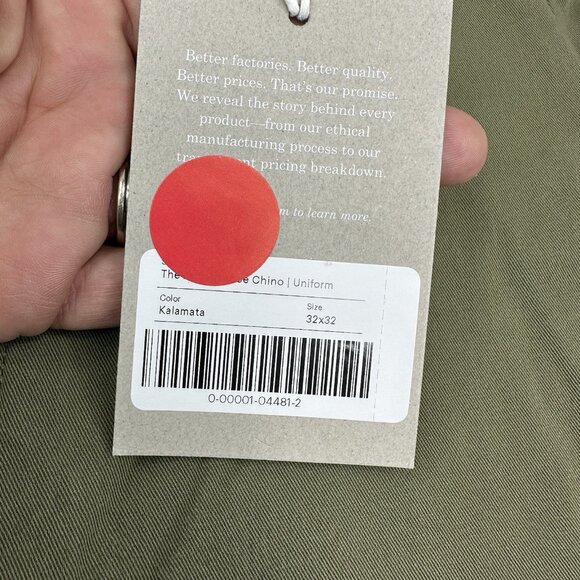 Better factories. Better quality.
Better prices. That's our promise.
We reveal the story behind every
product—from our ethical
manufacturing process to our
pricing breakdown.
to learn more.
The Chino | Uniform
Color
Size
Kalamata
32x32
0-00001-04481-2